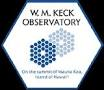 W. M. KECK
OBSERVATORY
On the summit of Mauna Kea,
Island of Hawai'i